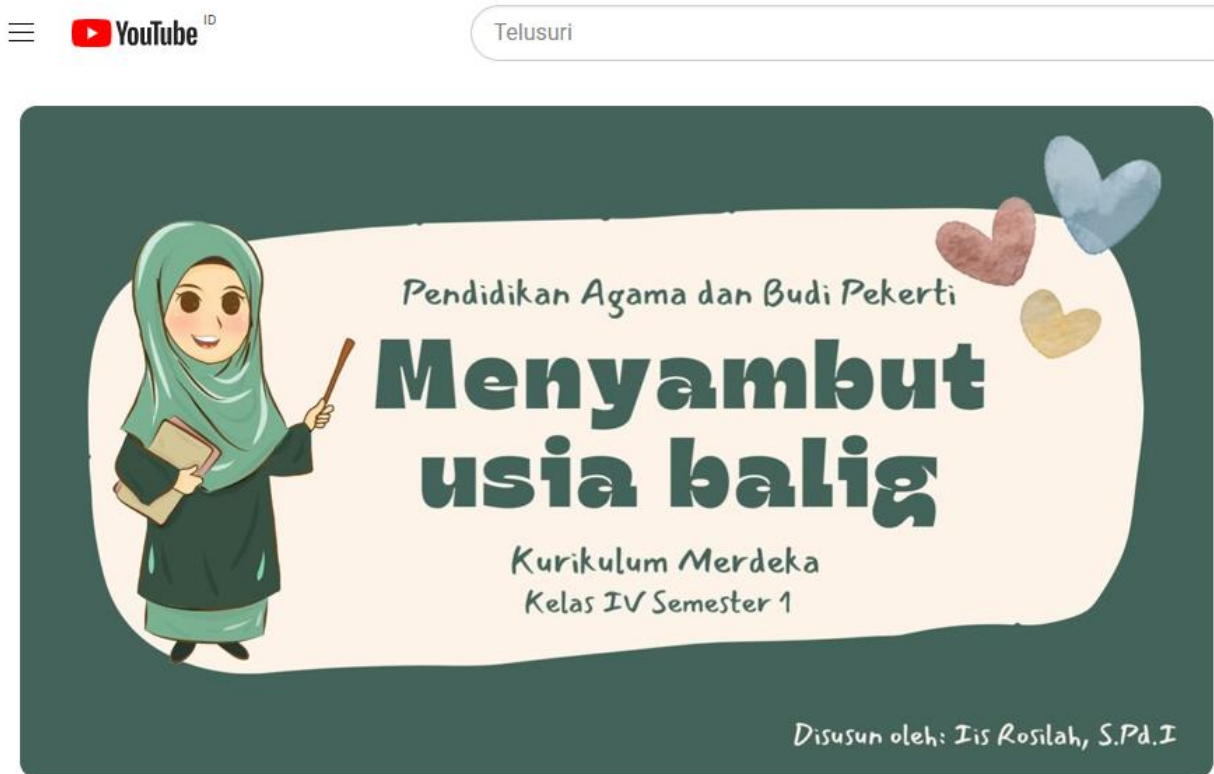 YouTube ID
Telusuri
Pendidikan Agama dan Budi Pekerti
Menyambut
usia balig
Kurikulum Merdeka
Kelas IV Semester 1
Disusun oleh: Iis Rosilah, S.Pd.I